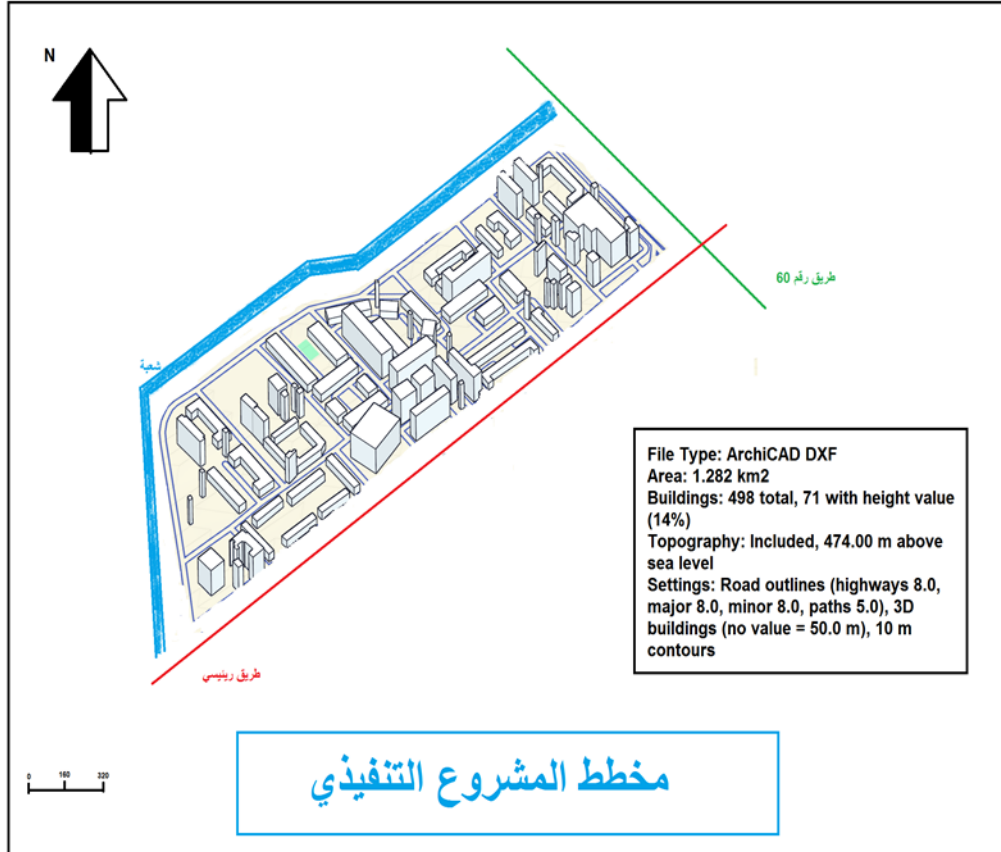 N
طريق رقم 60
شعبة
File Type: ArchiCAD DXF
Area: 1.282 km2
Buildings: 498 total, 71 with height value
(14%)
Topography: Included, 474.00 m above
sea level
Settings: Road outlines (highways 8.0,
major 8.0, minor 8.0, paths 5.0), 3D
buildings (no value = 50.0 m), 10 m
contours
طريق ريئيسي
0 160 320
مخطط المشروع التنفيذي